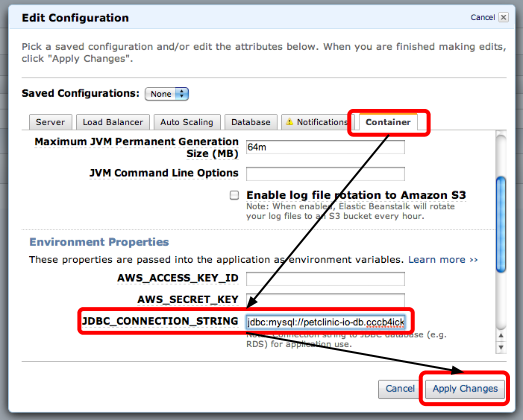 Edit Configuration
Cancel
Pick a saved configuration and/or edit the attributes below. When you are finished making edits,
click "Apply Changes".
Saved Configurations: None
Server Load Balancer Auto Scaling Database Notifications Container
Maximum JVM Permanent Generation
Size (MB)
64m
JVM Command Line Options
Enable log file rotation to Amazon S3
Note: When enabled, Elastic Beanstalk will rotate
your log files to an S3 bucket every hour.
Environment Properties
These properties are passed into the application as environment variables. Learn more ››
AWS_ACCESS_KEY_ID
AWS_SECRET_KEY
JDBC_CONNECTION_STRING jdbc:mysql://petclinic-io-db.cccb4ick
connection string to JDBC database (e.g.
RDS) for application use.
Cancel Apply Changes